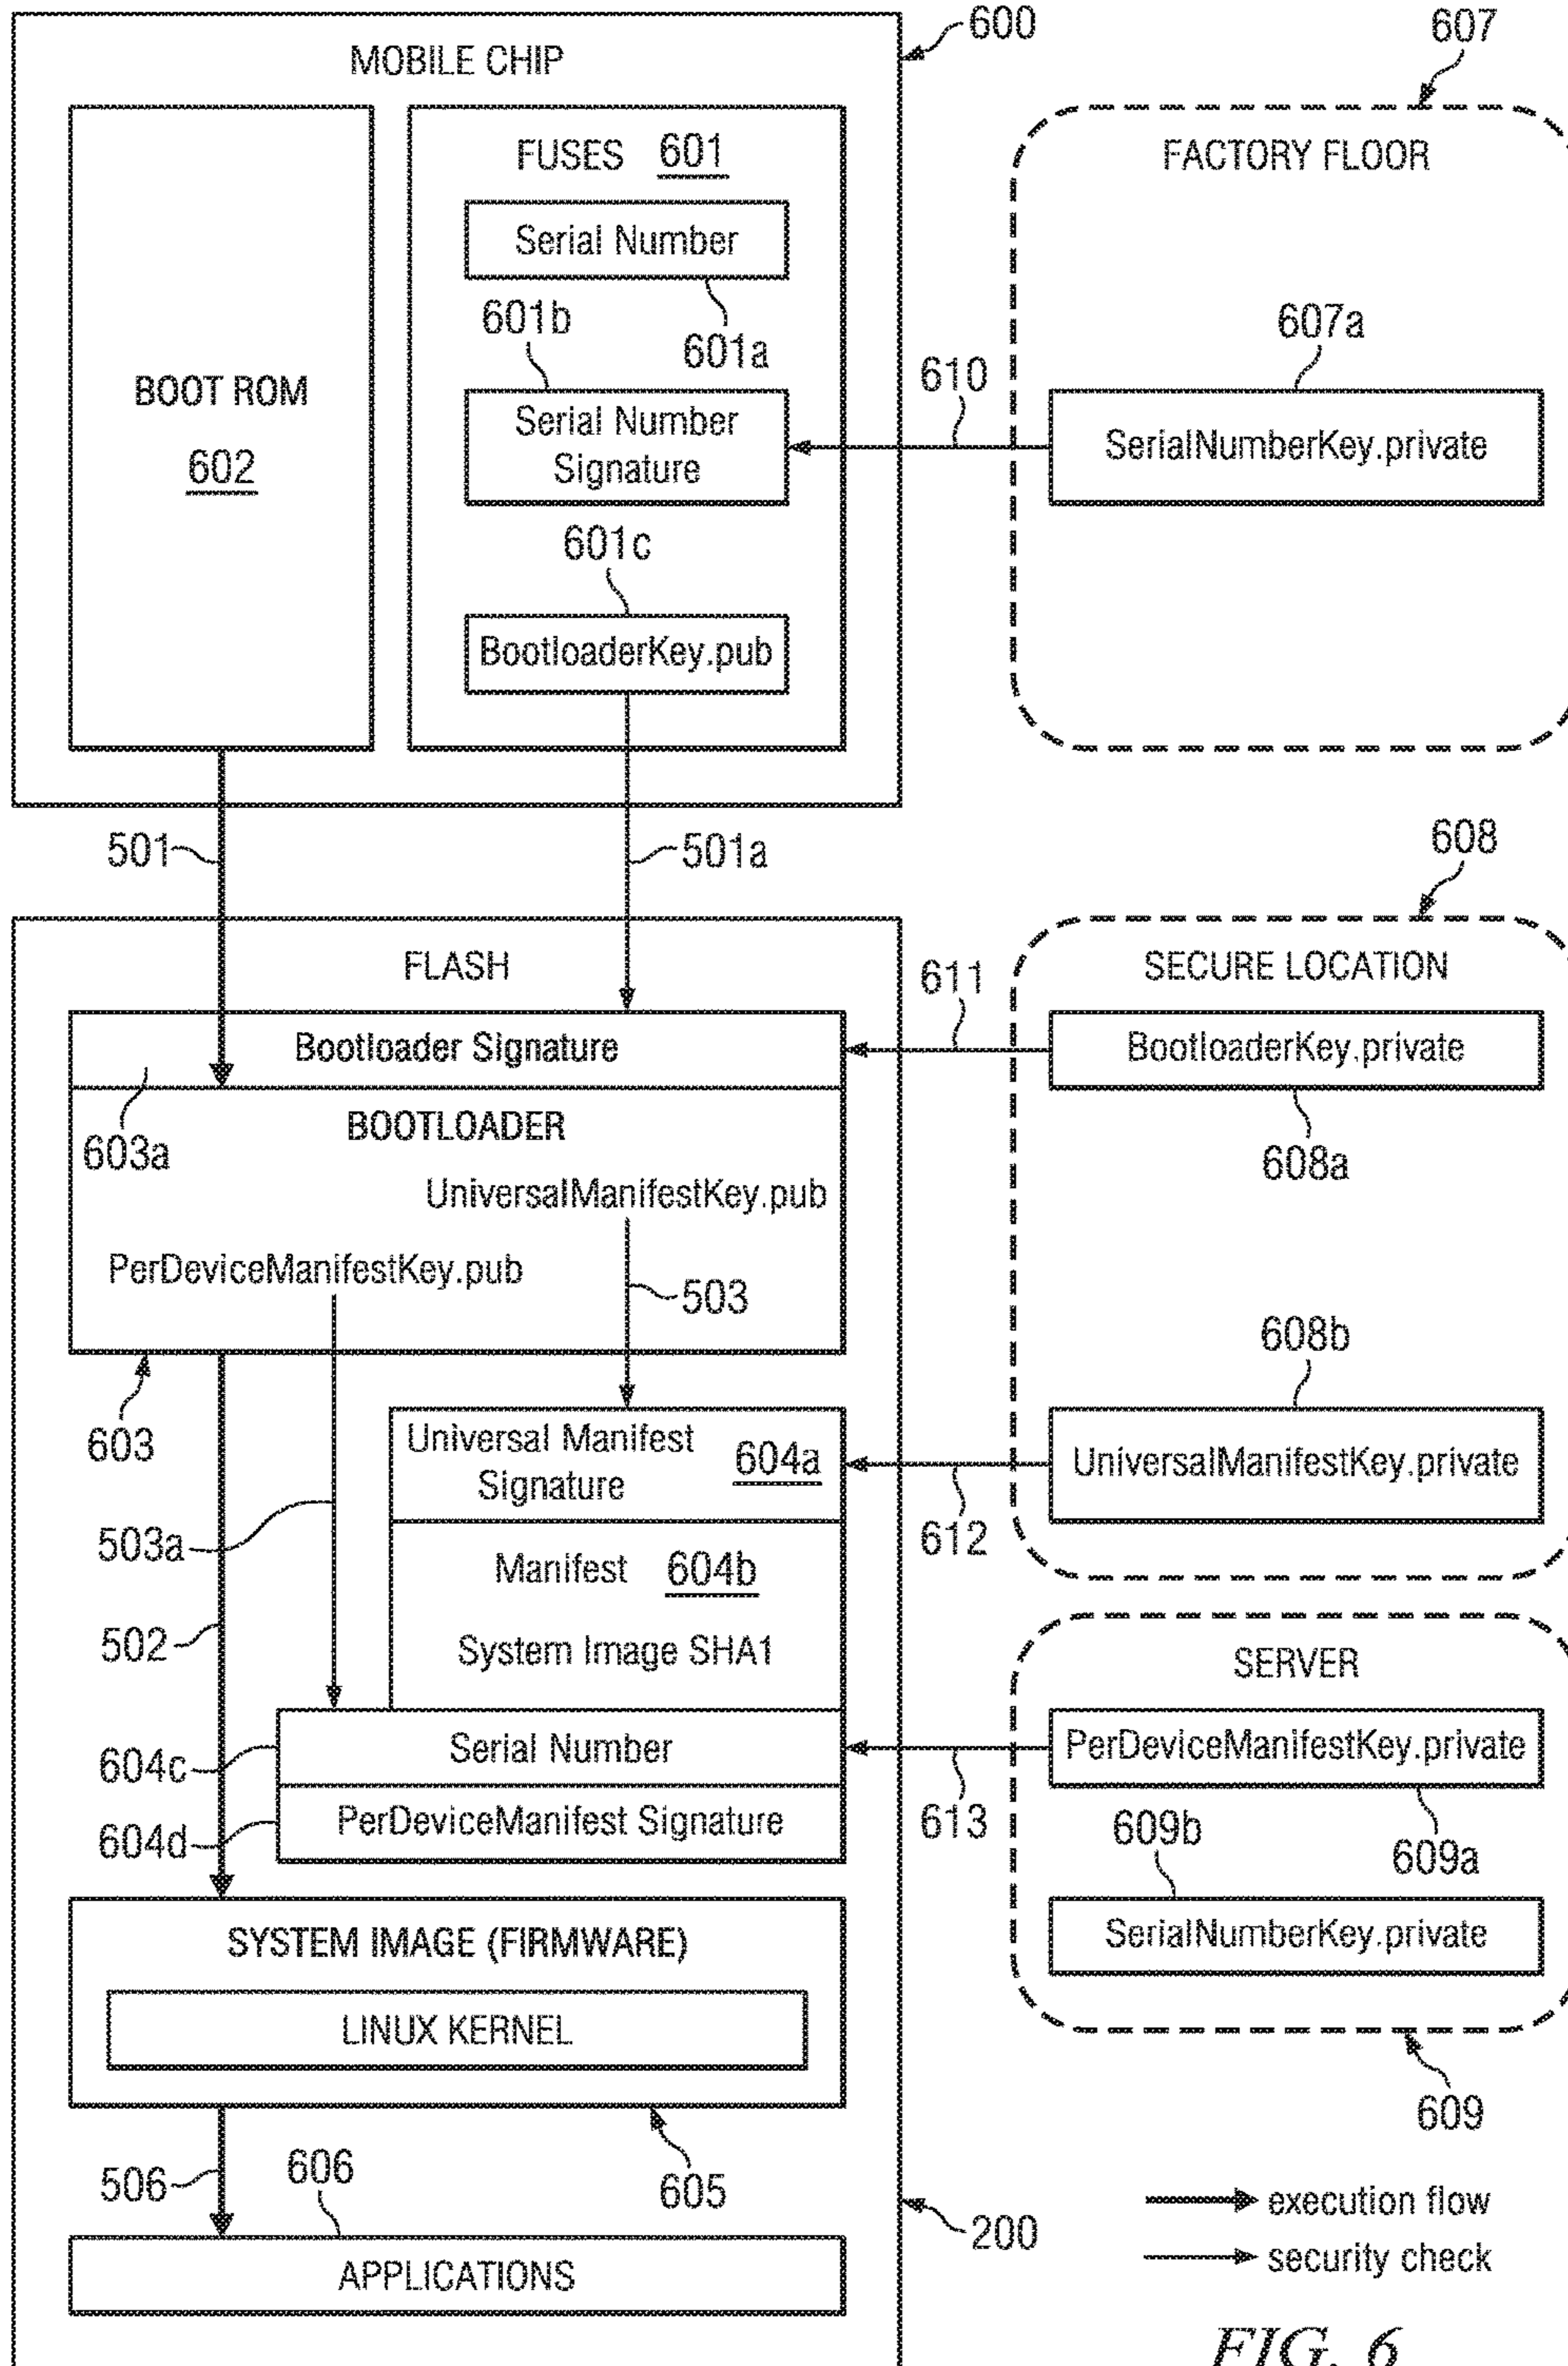 600
607
MOBILE CHIP
FUSES 601
FACTORY FLOOR
Serial Number
601b
601a
607a
BOOT ROM
602
610
Serial Number
Signature
SerialNumberKey.private
601c
BootloaderKey.pub
501
501a
608
FLASH
611
SECURE LOCATION
Bootloader Signature
BootloaderKey.private
603a
BOOTLOADER
608a
UniversalManifestKey.pub
PerDeviceManifestKey.pub
503
608b
603
Universal Manifest
Signature
604a
UniversalManifestKey.private
612
503a
Manifest 604b
502
System Image SHA1
SERVER
604c
Serial Number
PerDeviceManifestKey.private
604d
PerDeviceManifest Signature
613
609b
609a
SYSTEM IMAGE (FIRMWARE)
SerialNumberKey.private
LINUX KERNEL
609
506
606
605
execution flow
200
security check
APPLICATIONS
FIG. 6